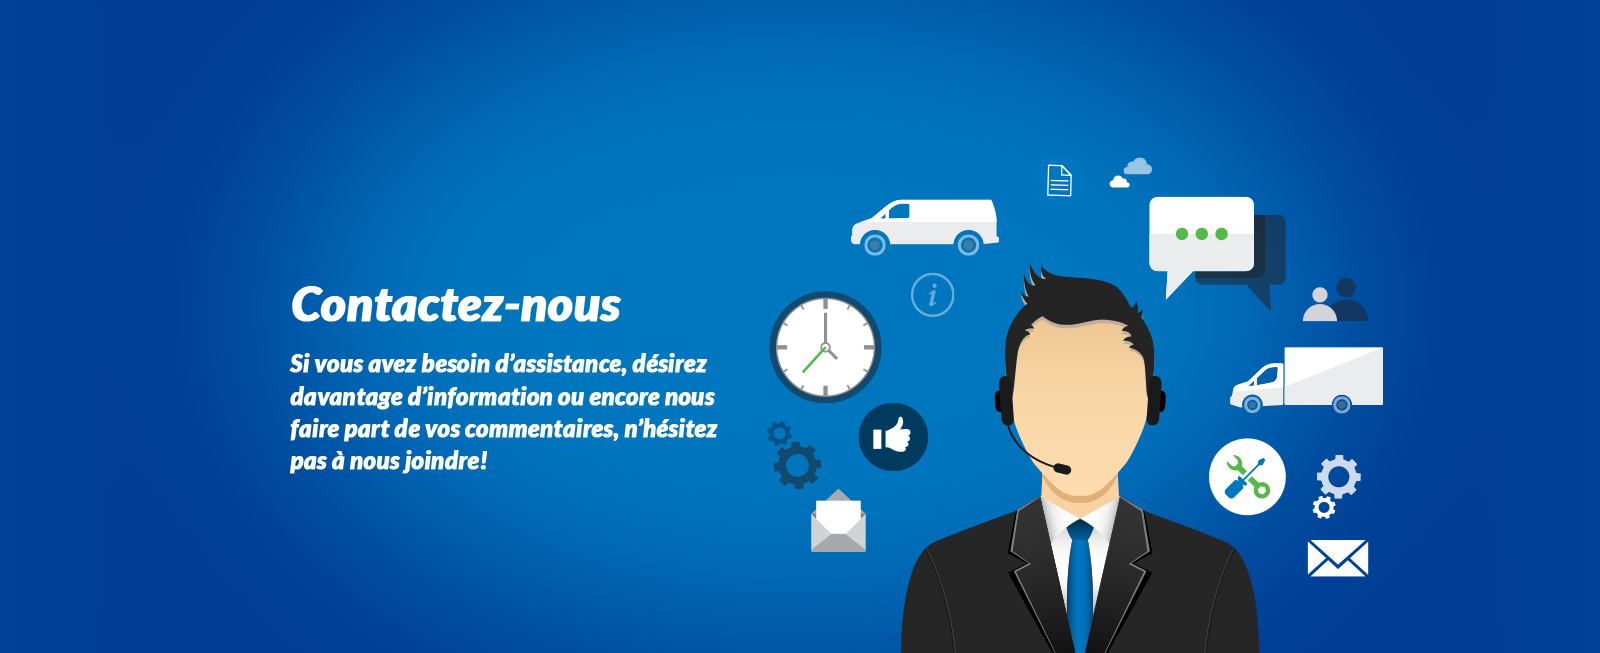 Contactez-nous
Si vous avez besoin d’assistance, désirez
davantage d’information ou encore nous
faire part de vos commentaires, n’hésitez
pas à nous joindre!
i